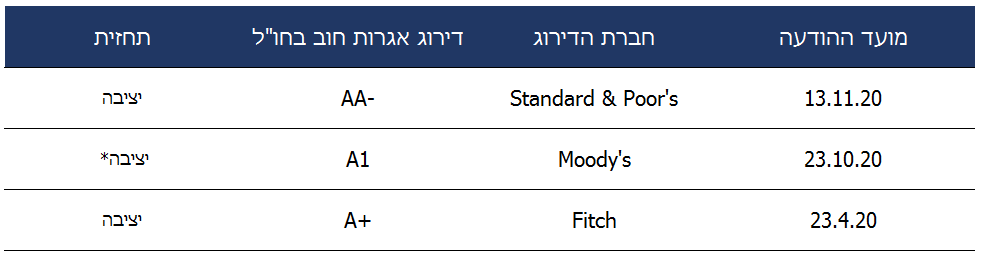 מועד ההודעה חברת הדירוג דירוג אגרות חוב בחו"ל תחזית
13.11.20 Standard & Poor's AA- יציבה
23.10.20 Moody's A1 יציבה*
23.4.20 Fitch A+ יציבה